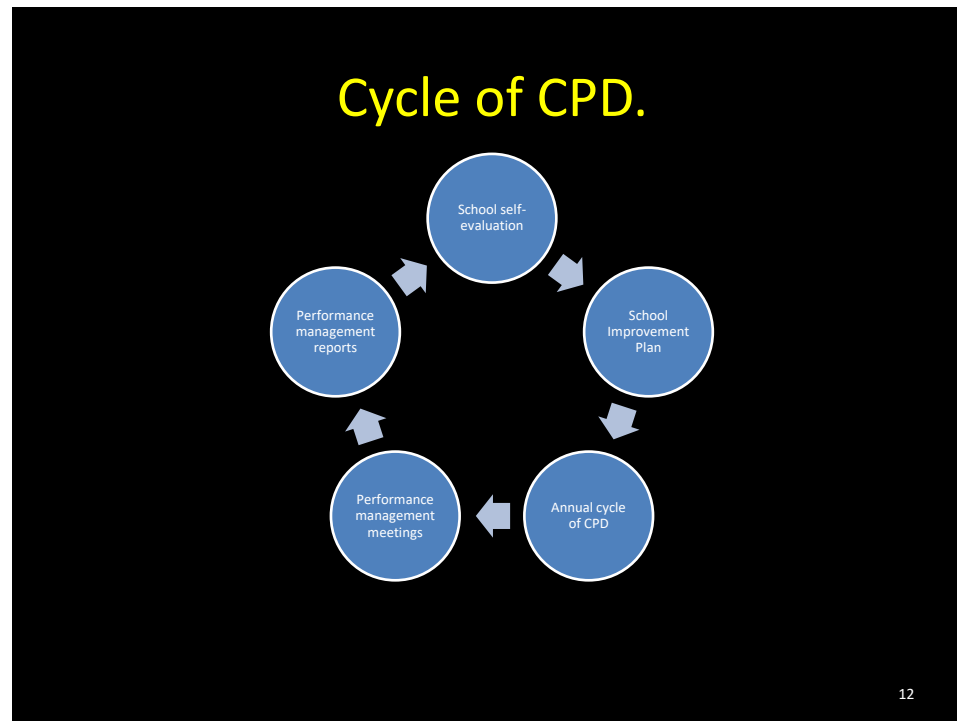 Cycle of CPD.
School self-
evaluation
School
Improvement
Plan
Annual cycle
of CPD
Performance
management
meetings
Performance
management
reports
12